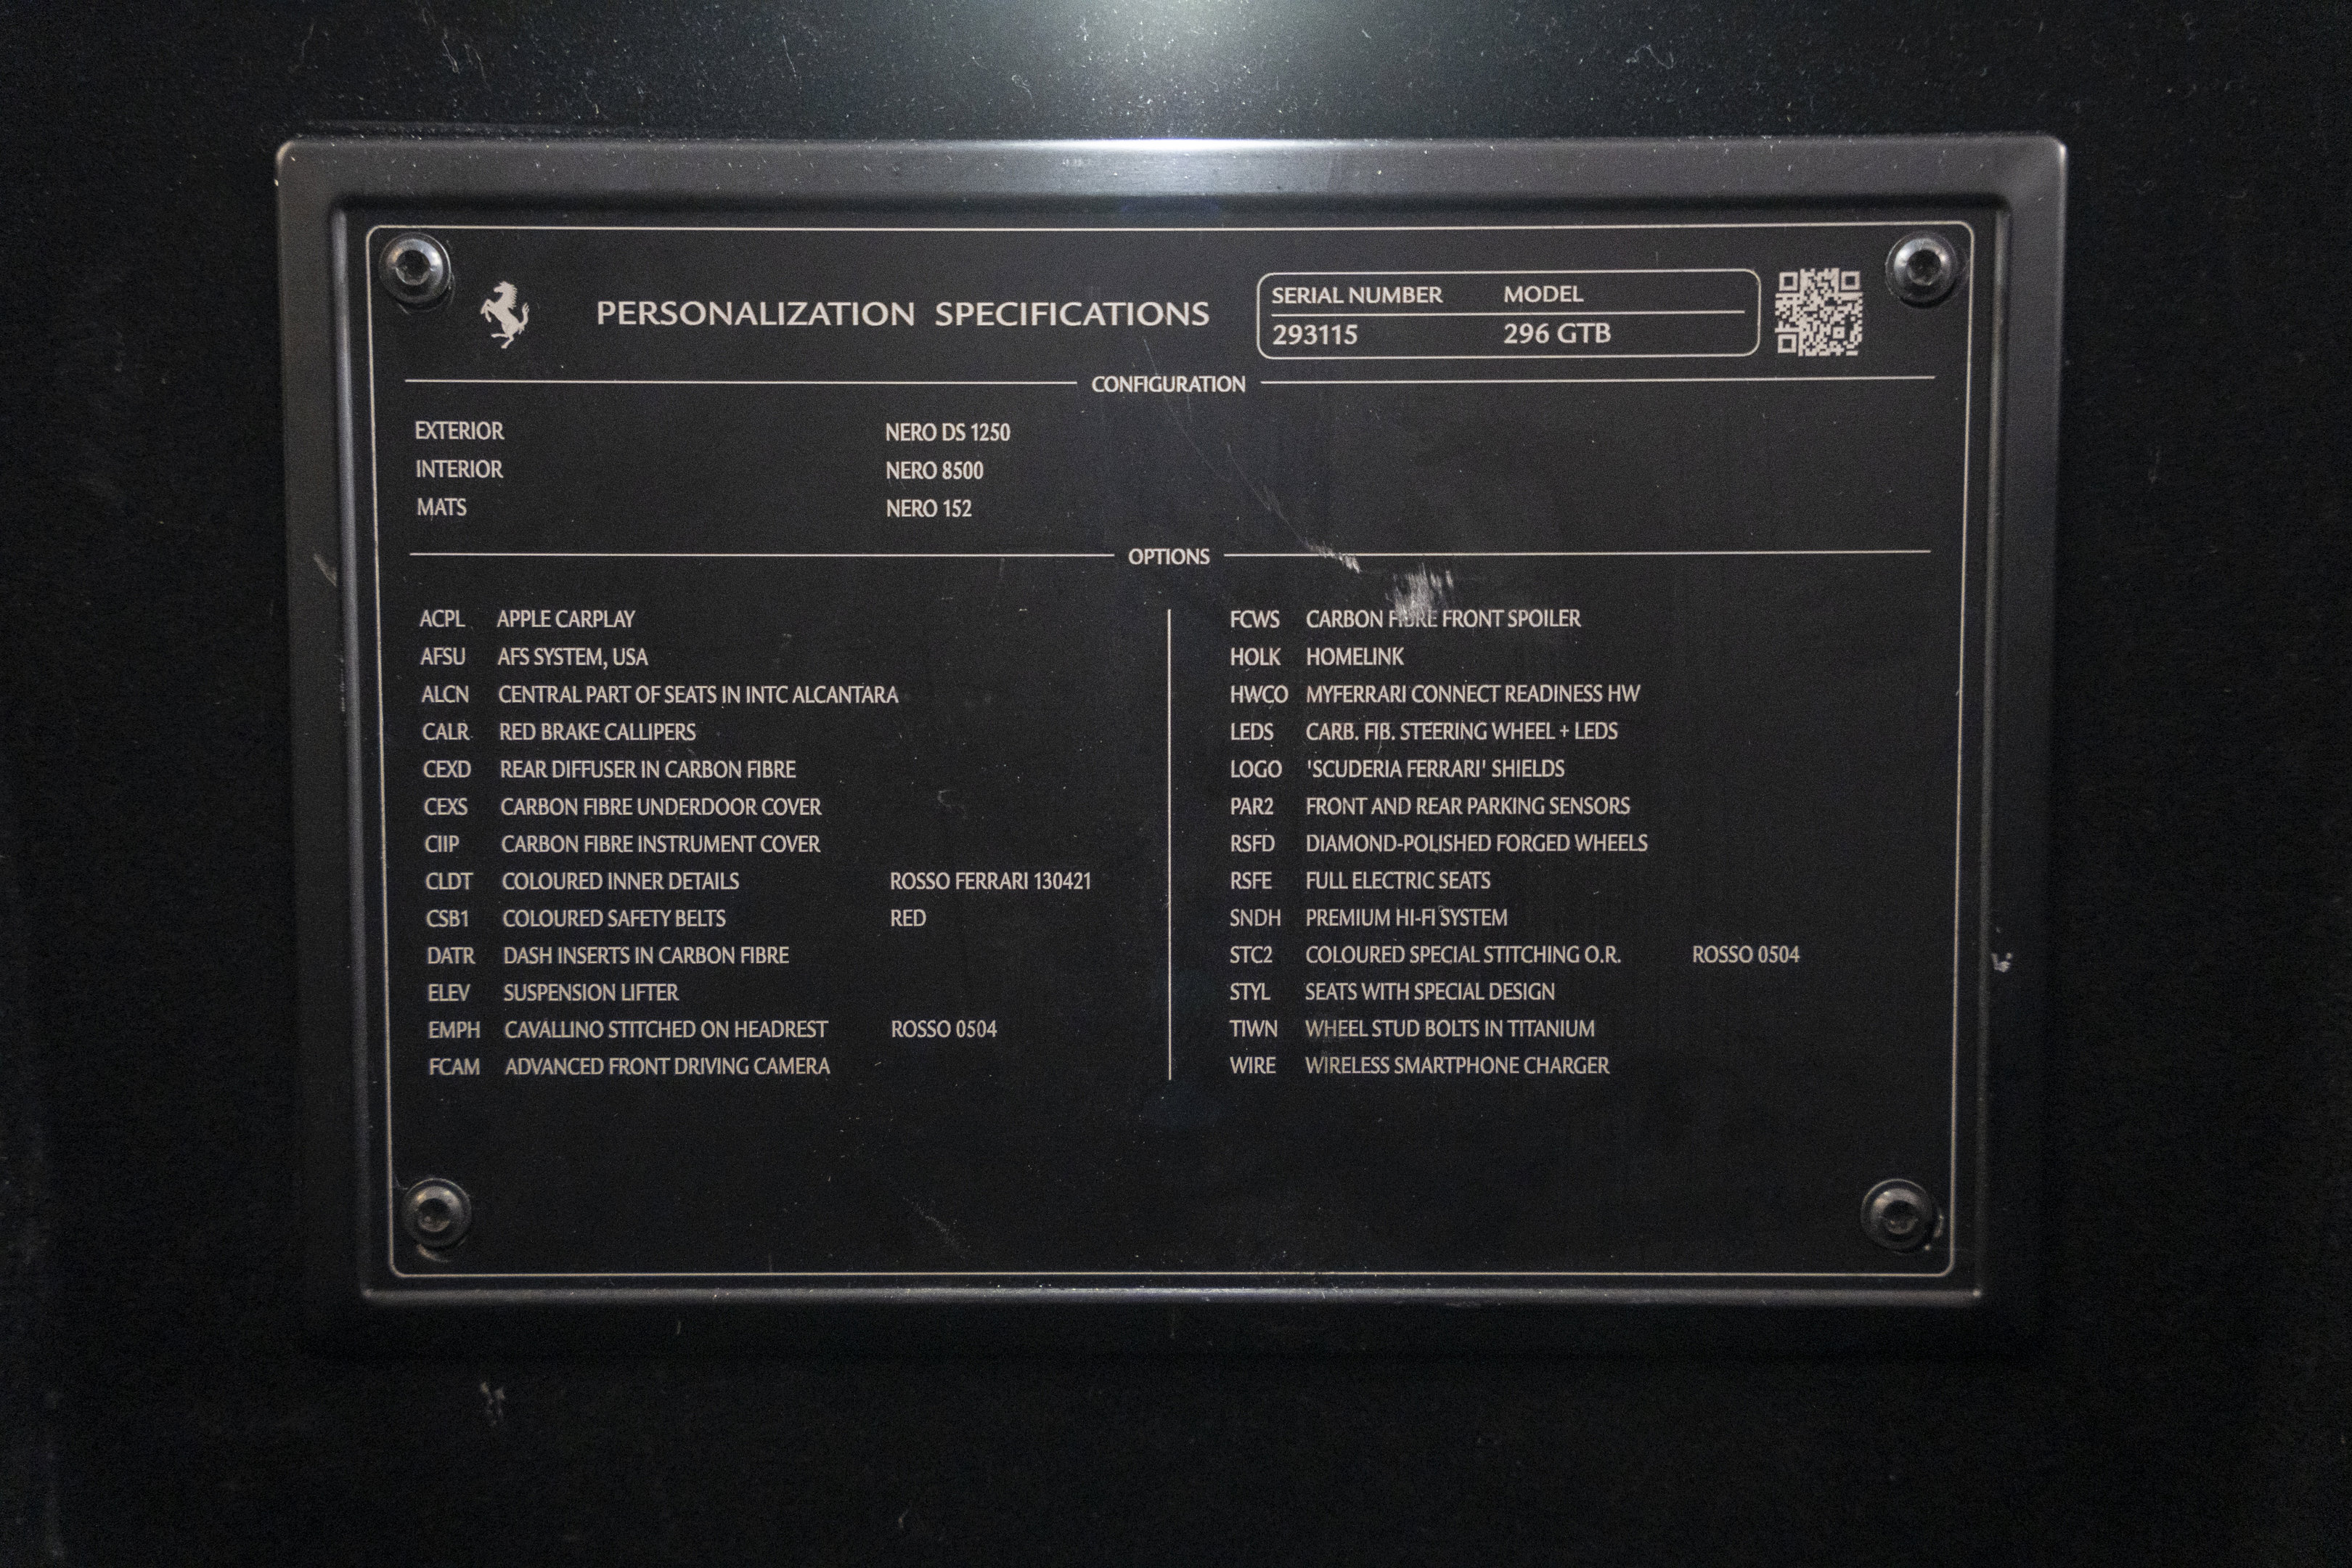 PERSONALIZATION SPECIFICATIONS
SERIAL NUMBER MODEL
293115 296 GTB
CONFIGURATION
EXTERIOR NERO DS 1250
INTERIOR NERO 8500
MATS NERO 152
OPTIONS
ACPL APPLE CARPLAY
AFSU AFS SYSTEM, USA
ALCN CENTRAL PART OF SEATS IN INTC ALCANTARA
CALR RED BRAKE CALLIPERS
CEXD REAR DIFFUSER IN CARBON FIBRE
CEXS CARBON FIBRE UNDERDOOR COVER
CIIP CARBON FIBRE INSTRUMENT COVER
CLDT COLOURED INNER DETAILS ROSSO FERRARI 130421
CSB1 COLOURED SAFETY BELTS RED
DATR DASH INSERTS IN CARBON FIBRE
ELEV SUSPENSION LIFTER
EMPH CAVALLINO STITCHED ON HEADREST ROSSO 0504
FCAM ADVANCED FRONT DRIVING CAMERA
FCWS CARBON FIBRE FRONT SPOILER
HOLK HOMELINK
HWCO MYFERRARI CONNECT READINESS HW
LEDS CARB. FIB. STEERING WHEEL + LEDS
LOGO 'SCUDERIA FERRARI' SHIELDS
PAR2 FRONT AND REAR PARKING SENSORS
RSFD DIAMOND-POLISHED FORGED WHEELS
RSFE FULL ELECTRIC SEATS
SNDH PREMIUM HI-FI SYSTEM
STC2 COLOURED SPECIAL STITCHING O.R. ROSSO 0504
STYL SEATS WITH SPECIAL DESIGN
TIWN WHEEL STUD BOLTS IN TITANIUM
WIRE WIRELESS SMARTPHONE CHARGER